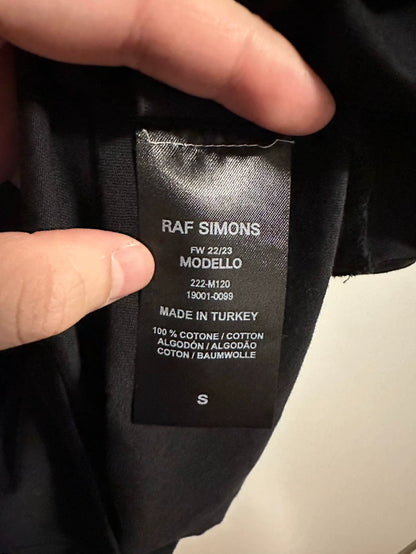 RAF SIMONS
FW 22/23
MODELLO
222-M120
19001-0099
MADE IN TURKEY
100 % COTONE / COTTON
ALGODÓN / ALGODÃO
COTON / BAUMWOLLE
S